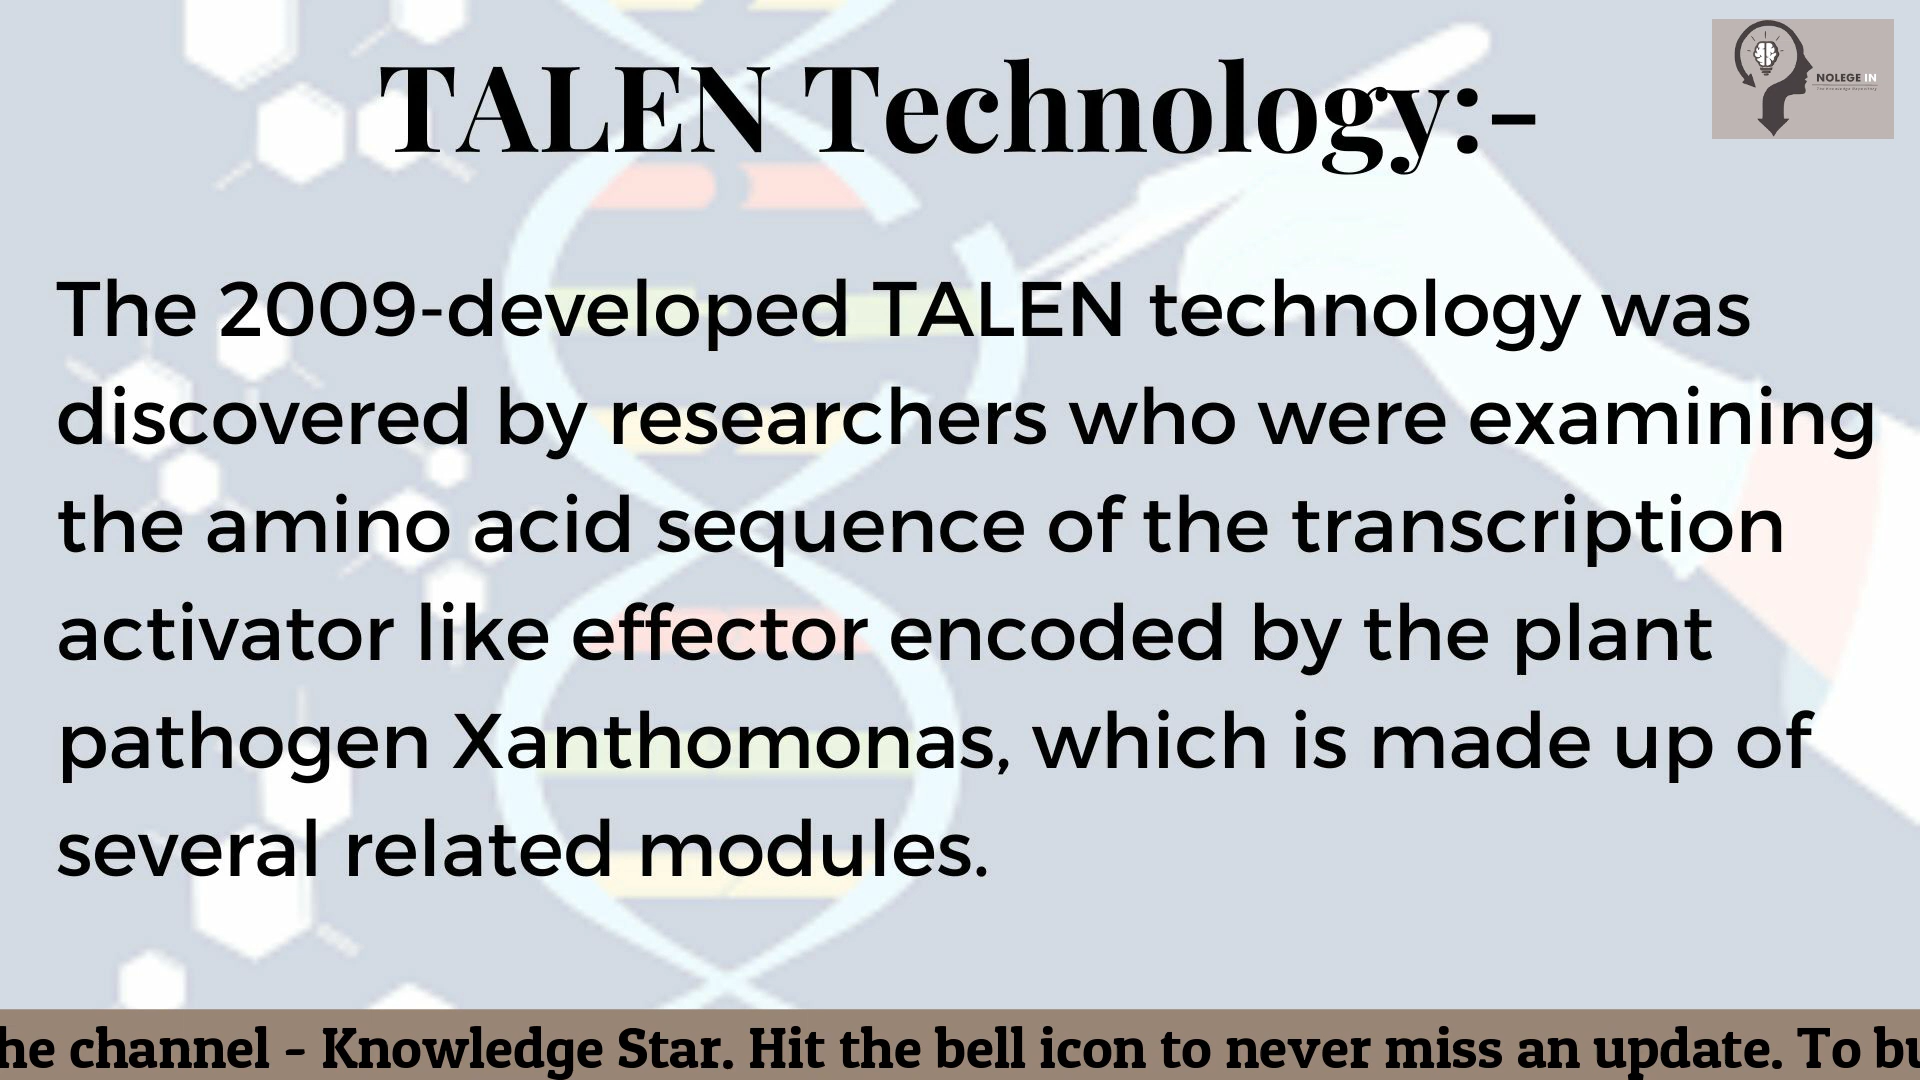 TALEN Technology:-
NOLEGE IN
The 2009-developed TALEN technology was
discovered by researchers who were examining
the amino acid sequence of the transcription
activator like effector encoded by the plant
pathogen Xanthomonas, which is made up of
several related modules.
he channel - Knowledge Star. Hit the bell icon to never miss an update. To bu